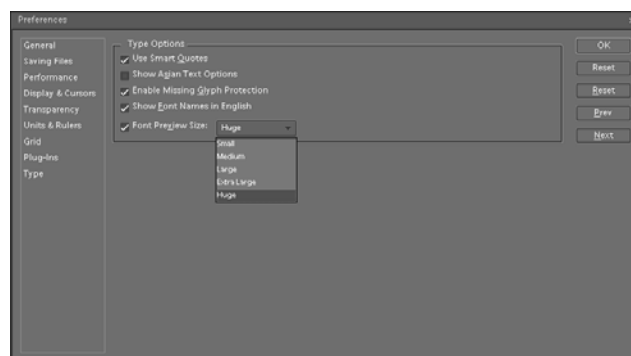 Preferences
General
Saving Files
Performance
Display & Cursors
Transparency
Units & Rulers
Grid
Plug-Ins
Type
Type Options
Use Smart Quotes
Show Asian Text Options
Enable Missing Glyph Protection
Show Font Names in English
Font Preview Size: Huge
Small
Medium
Large
Extra Large
Huge
OK
Reset
Reset
Prev
Next